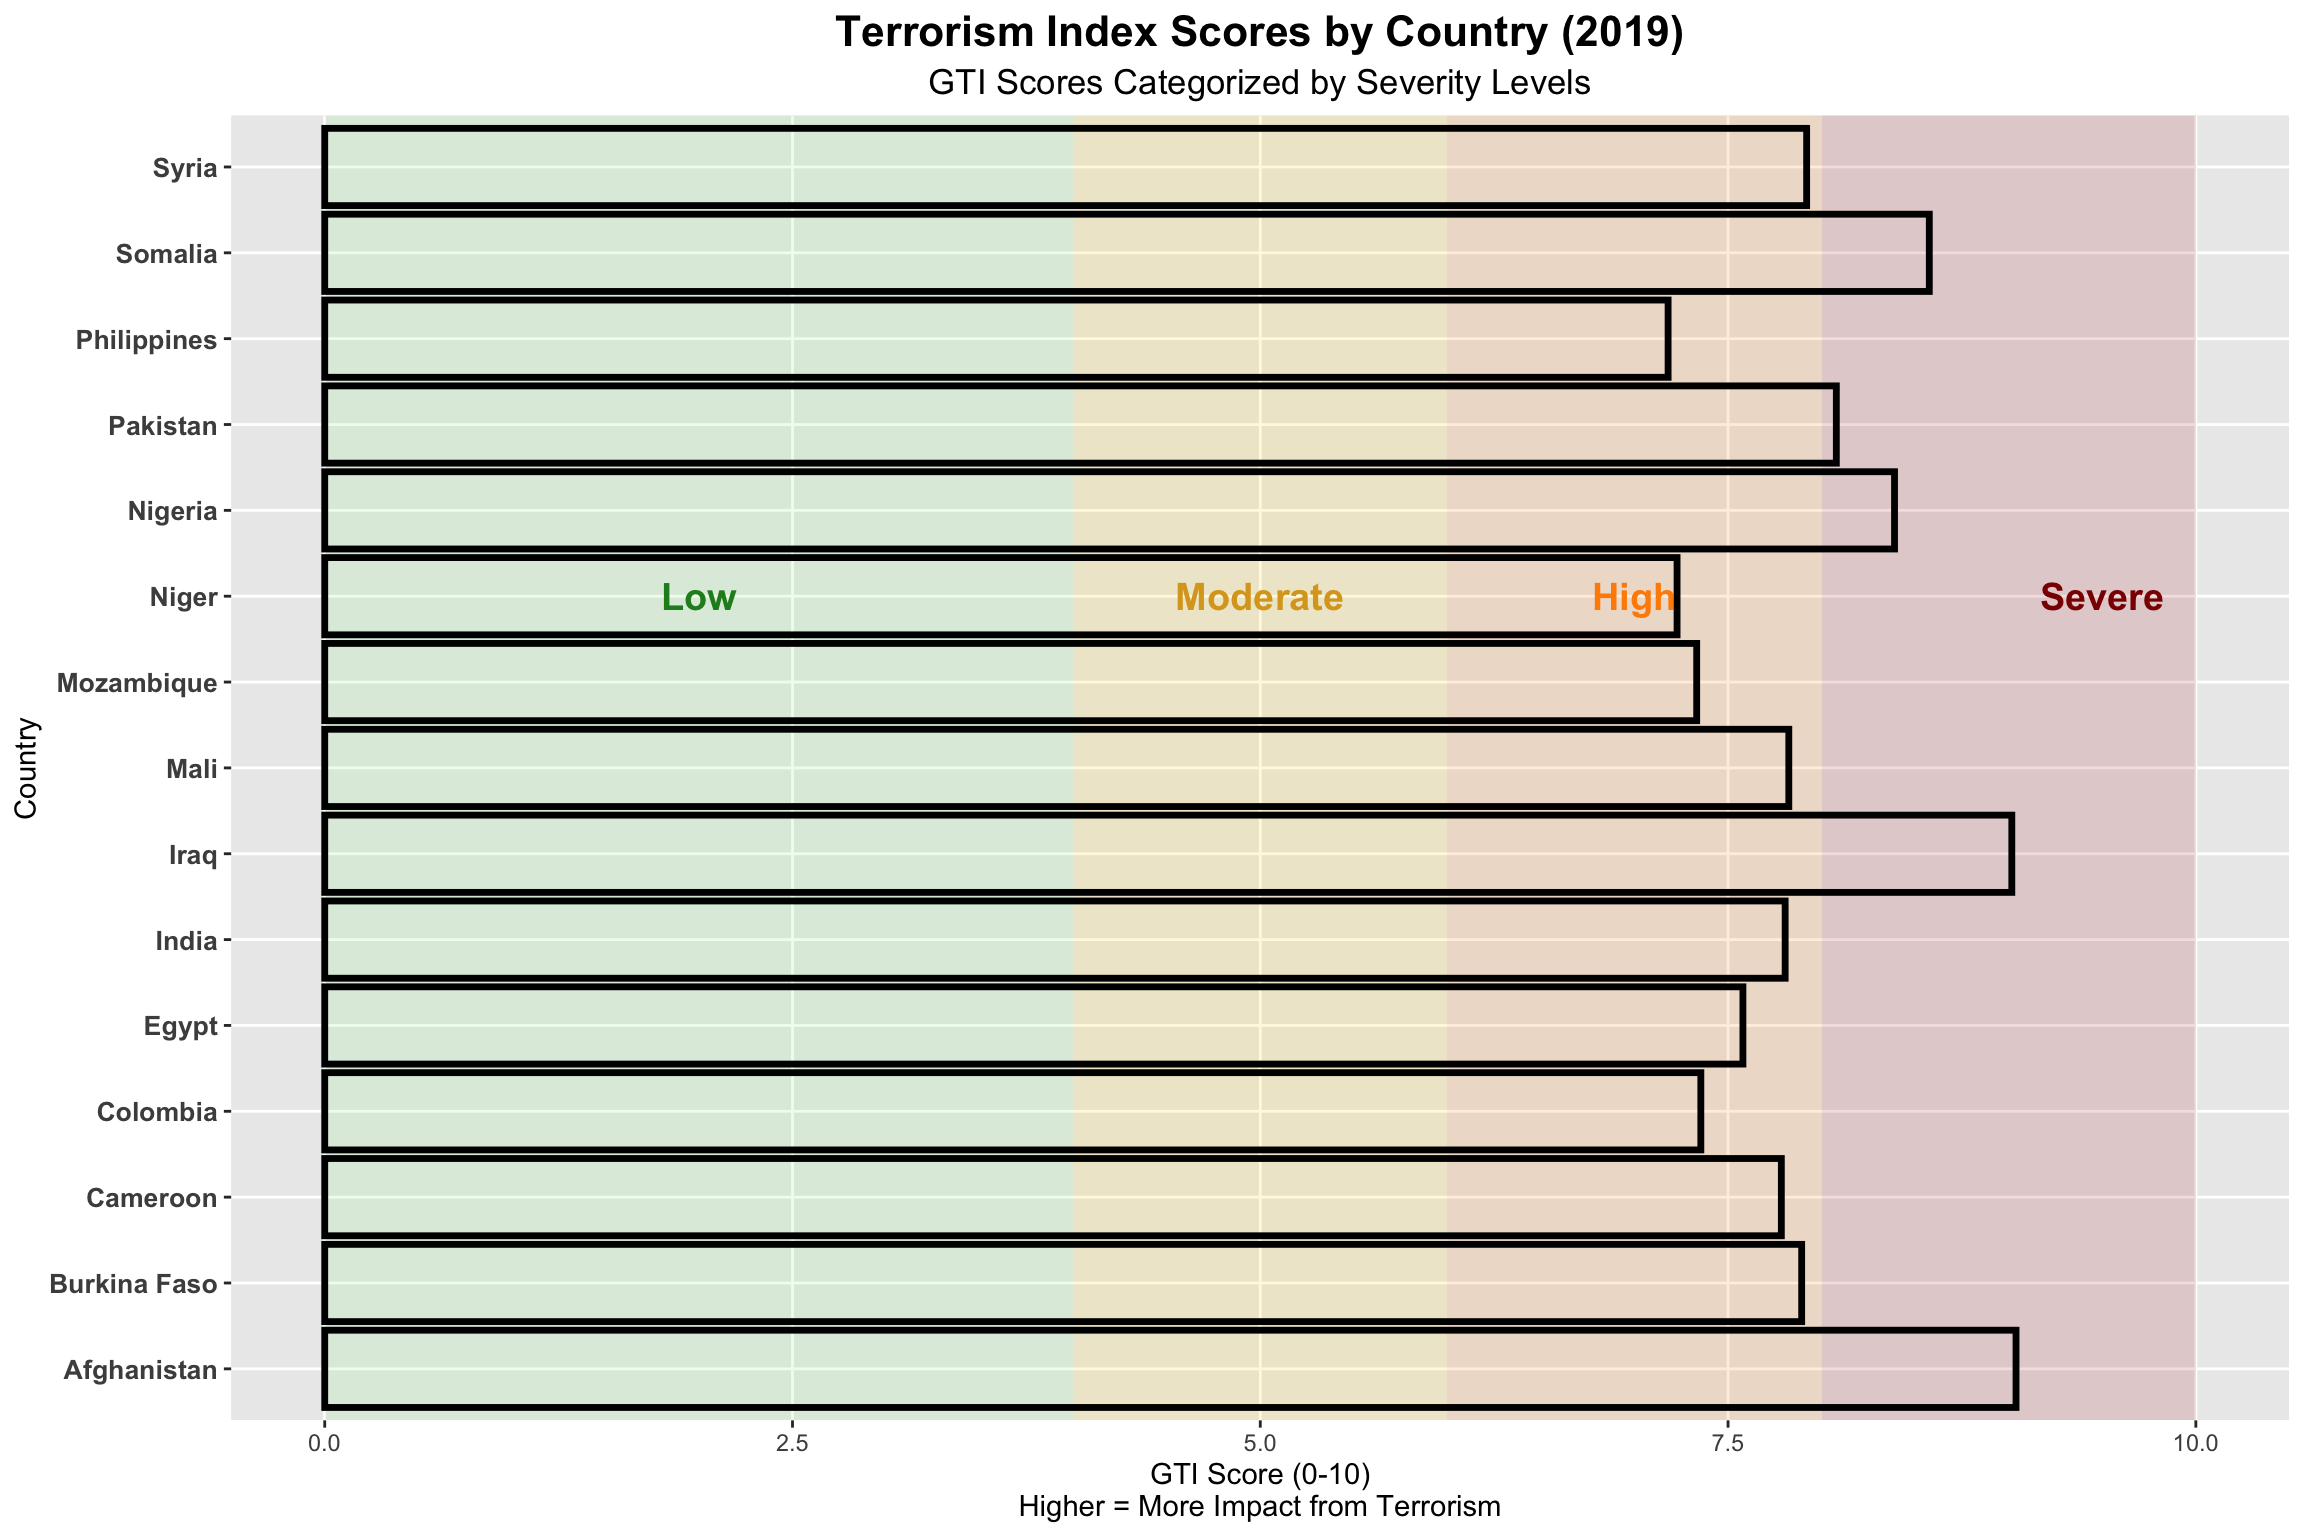 Terrorism Index Scores by Country (2019)
GTI Scores Categorized by Severity Levels
Country
Syria
Somalia
Philippines
Pakistan
Nigeria
Niger
Low Moderate High Severe
Mozambique
Mali
Iraq
India
Egypt
Colombia
Cameroon
Burkina Faso
Afghanistan
0.0 2.5 5.0 7.5 10.0
GTI Score (0-10)
Higher = More Impact from Terrorism